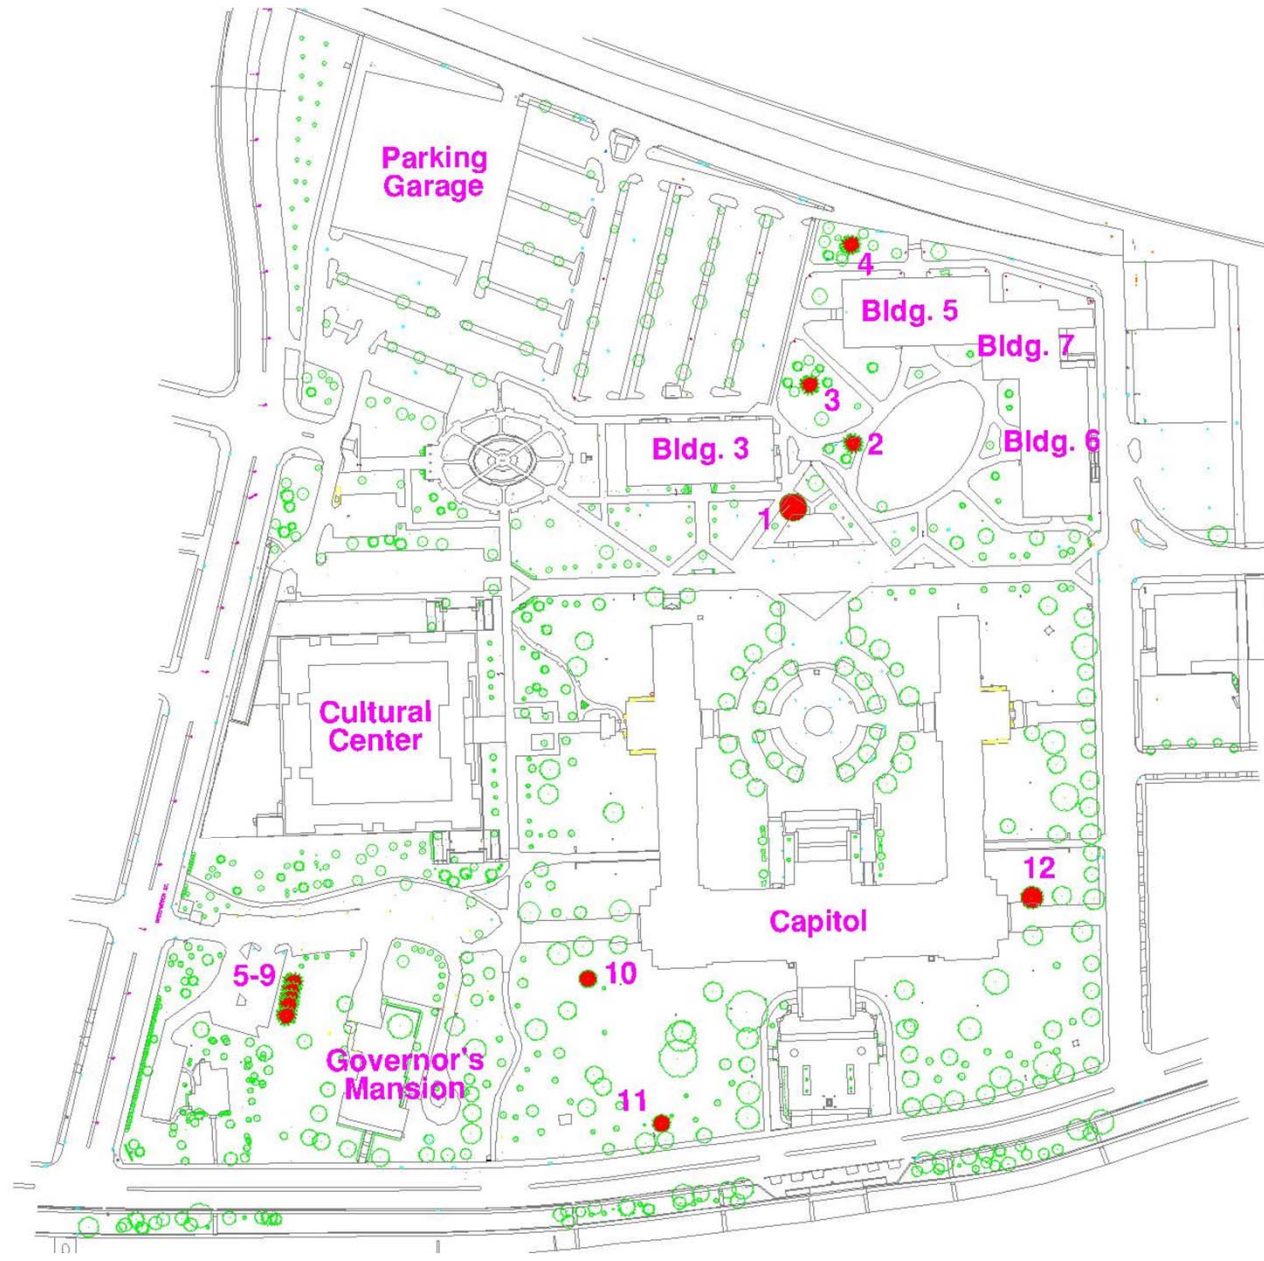 Parking
Garage
4
Bldg. 5
Bldg. 7
3
2
Bldg. 3
Bldg. 6
1
Cultural
Center
12
Capitol
5-9
10
Governor's
Mansion
11